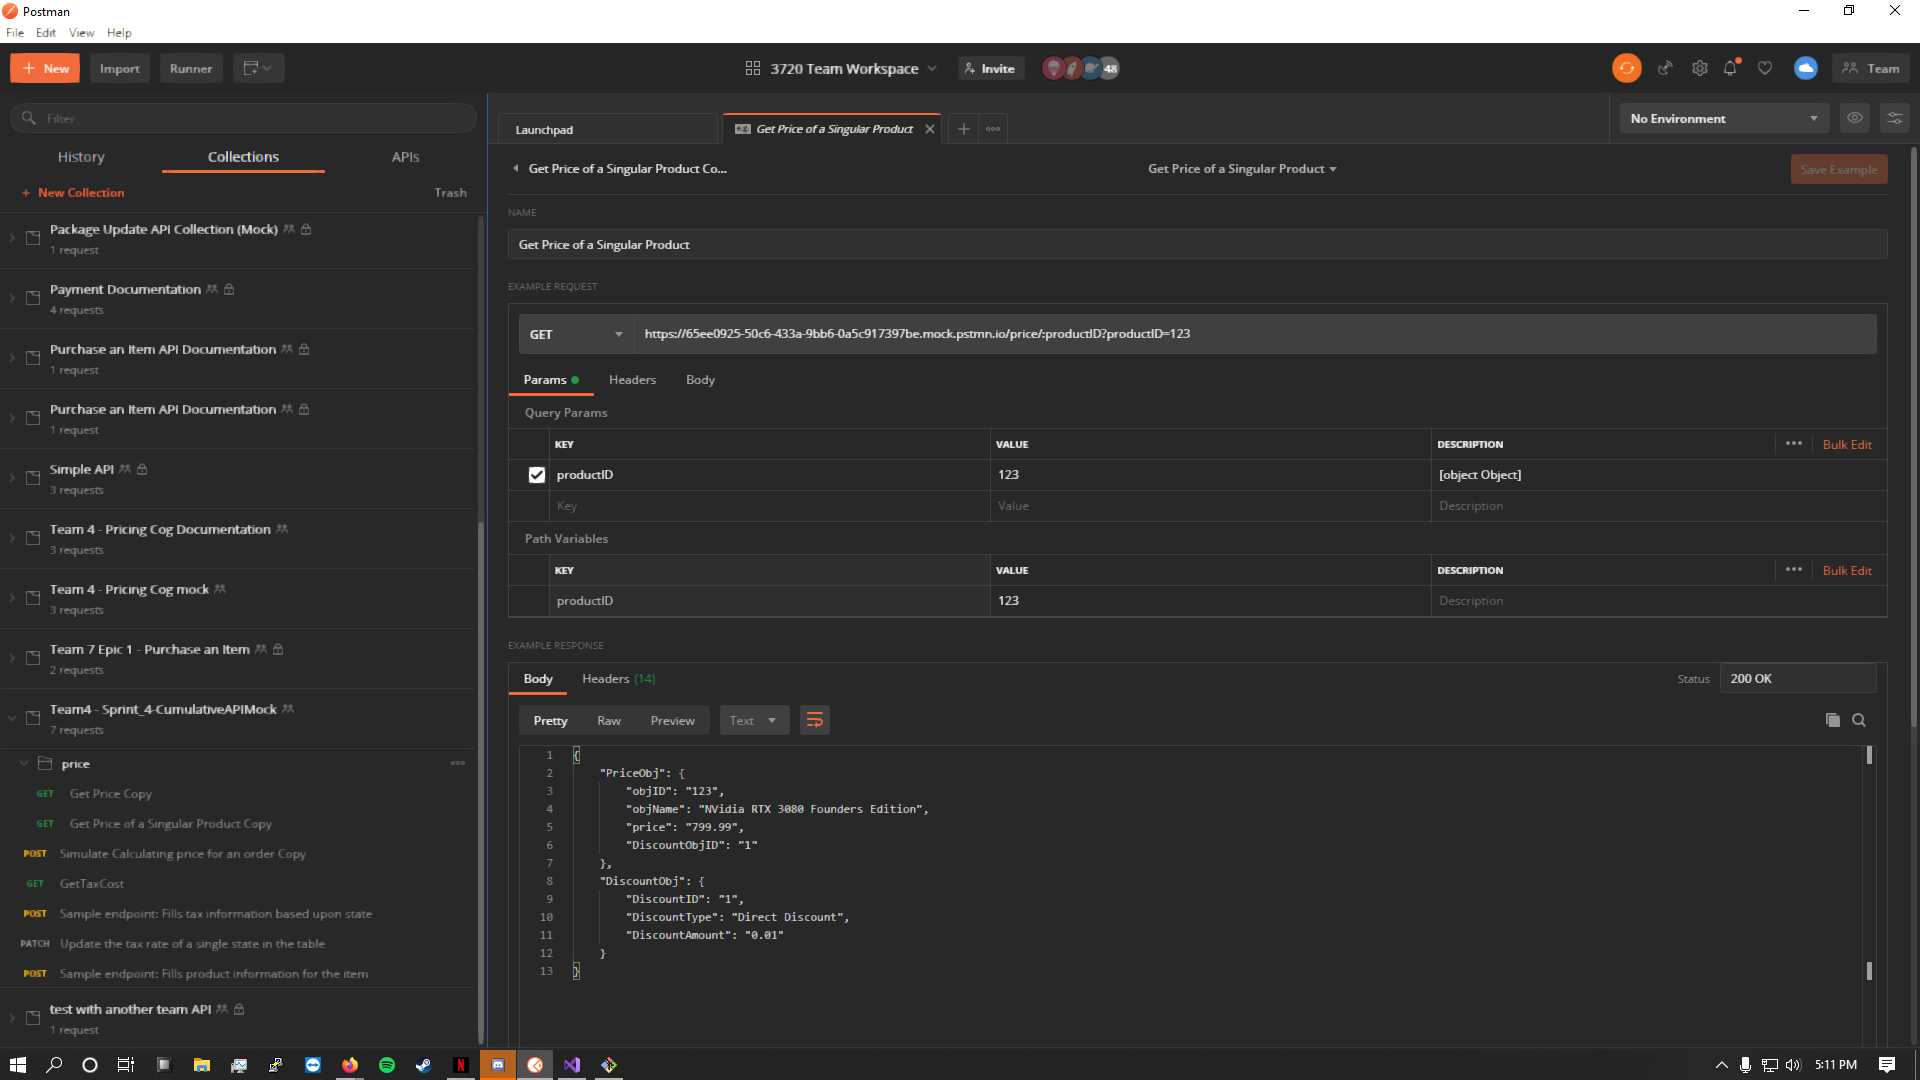 Postman
File Edit View Help
New Import Runner
3720 Team Workspace Invite 48 Team
Filter
History Collections APIs
+ New Collection Trash
Package Update API Collection (Mock)
1 request
Payment Documentation
4 requests
Purchase an Item API Documentation
1 request
Purchase an Item API Documentation
1 request
Simple API
3 requests
Team 4 - Pricing Cog Documentation
3 requests
Team 4 - Pricing Cog mock
3 requests
Team 7 Epic 1 - Purchase an Item
2 requests
Team4 - Sprint_4-CumulativeAPIMock
7 requests
price
GET Get Price Copy
GET Get Price of a Singular Product Copy
POST Simulate Calculating price for an order Copy
GET GetTaxCost
POST Sample endpoint: Fills tax information based upon state
PATCH Update the tax rate of a single state in the table
POST Sample endpoint: Fills product information for the item
test with another team API
1 request
Launchpad
e.g. Get Price of a Singular Product
No Environment
Get Price of a Singular Product Co...
Get Price of a Singular Product
Save Example
NAME
Get Price of a Singular Product
EXAMPLE REQUEST
GET https://65ee0925-50c6-433a-9bb6-0a5c917397be.mock.pstmn.io/price/:productID?productID=123
Params Headers Body
Query Params
KEY VALUE DESCRIPTION ••• Bulk Edit
productID 123 [object Object]
Key Value Description
Path Variables
KEY VALUE DESCRIPTION ••• Bulk Edit
productID 123 Description
EXAMPLE RESPONSE
Body Headers (14) Status 200 OK
Pretty Raw Preview Text
1 {
2 "PriceObj": {
3 "objID": "123",
4 "objName": "NVidia RTX 3080 Founders Edition",
5 "price": "799.99",
6 "DiscountObjID": "1"
7 },
8 "DiscountObj": {
9 "DiscountID": "1",
10 "DiscountType": "Direct Discount",
11 "DiscountAmount": "0.01"
12 }
13 }
5:11 PM